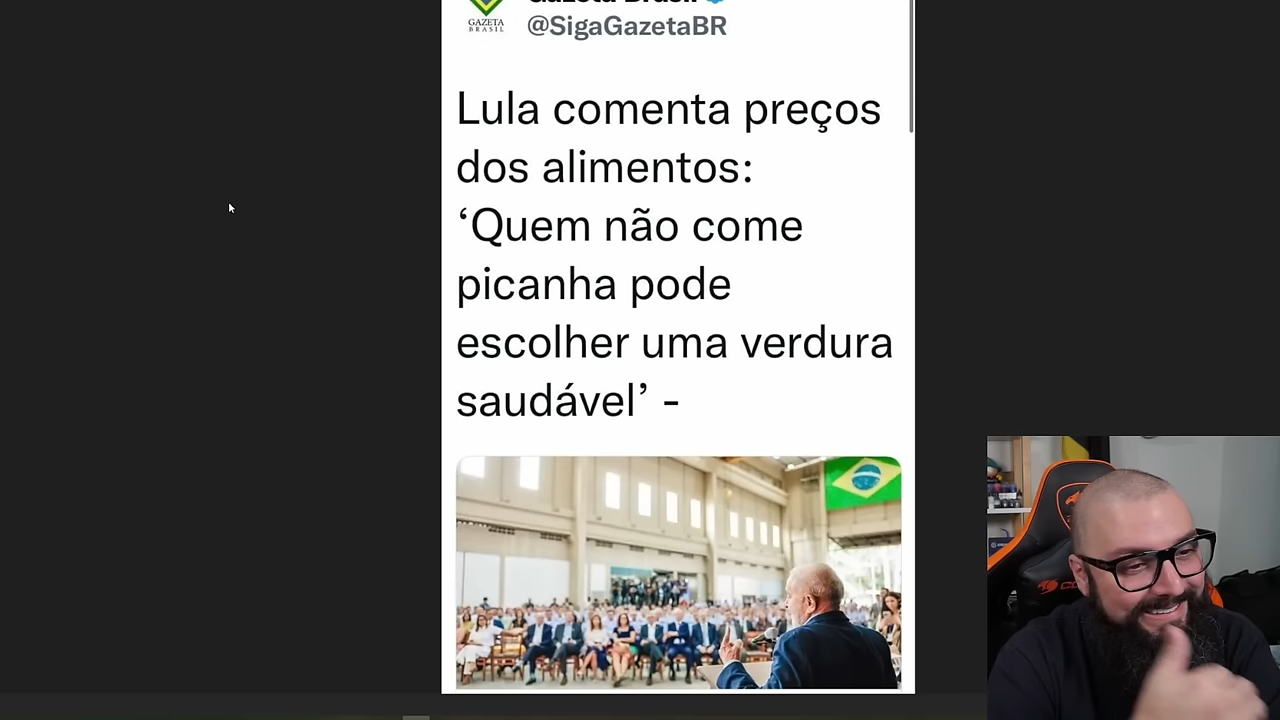 GAZETA
BRASIL
@SigaGazetaBR
Lula comenta preços
dos alimentos:
‘Quem não come
picanha pode
escolher uma verdura
saudável’ -